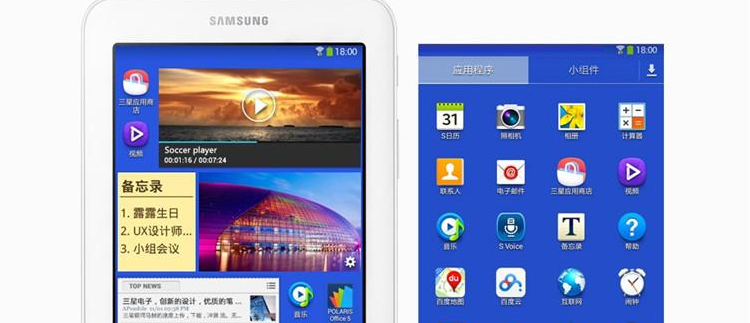 SAMSUNG
18:00
三星应用商店
视频
Soccer player
00:01:16 / 00:07:24
备忘录
1. 露露生日
2. UX设计师...
3. 小组会议
TOP NEWS
三星电子，创新的设计，优质的笔 ...
音乐
POLARIS
Office 5
18:00
应用程序
小组件
31
S日历
照相机
相册
计算器
联系人
电子邮件
三星应用商店
视频
音乐
S Voice
T
备忘录
?
帮助
du
百度地图
百度云
互联网
闹钟